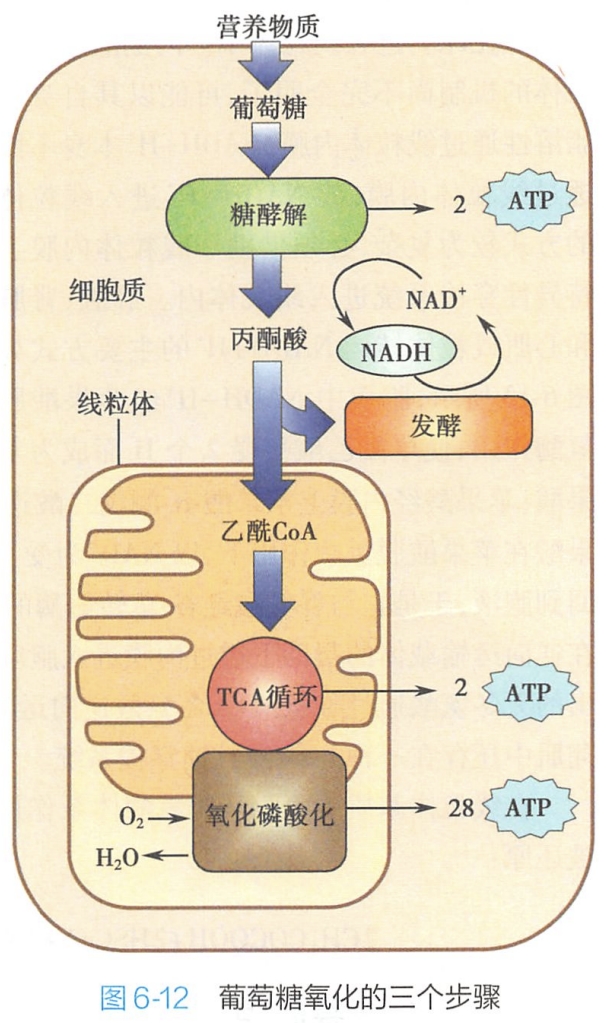 营养物质
葡萄糖
糖酵解
2 ATP
细胞质
NAD⁺
丙酮酸
NADH
线粒体
发酵
乙酰CoA
TCA循环
2 ATP
O₂
氧化磷酸化
28 ATP
H₂O
图6-12 葡萄糖氧化的三个步骤